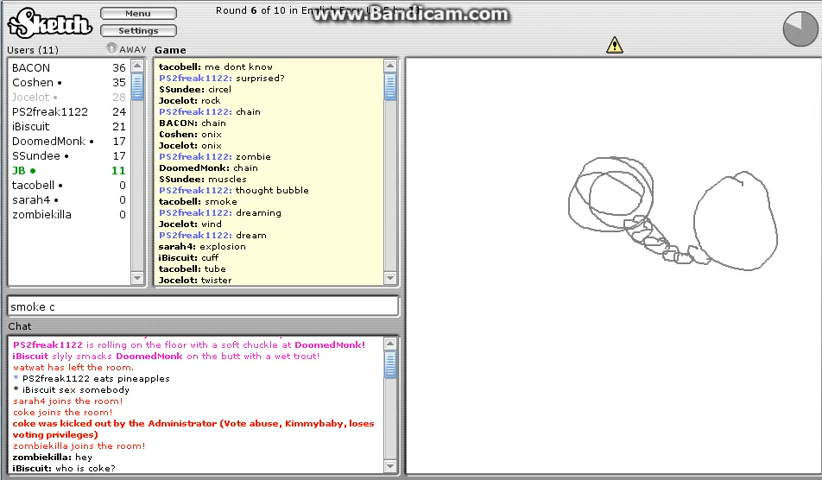 www.Bandicam.com
iSketch
Menu
Settings
Round 6 of 10 in English
Users (11)
AWAY
Game
BACON 36
Coshen • 35
Jocelot • 28
PS2freak1122 24
iBiscuit 21
DoomedMonk • 17
SSundee • 17
JB • 11
tacobell • 0
sarah4 • 0
zombiekilla 0
tacobell: me dont know
PS2freak1122: surprised?
SSundee: circel
Jocelot: rock
PS2freak1122: chain
BACON: chain
Coshen: onix
Jocelot: onix
PS2freak1122: zombie
DoomedMonk: chain
SSundee: muscles
PS2freak1122: thought bubble
tacobell: smoke
PS2freak1122: dreaming
Jocelot: wind
PS2freak1122: dream
sarah4: explosion
iBiscuit: cuff
tacobell: tube
Jocelot: twister
smoke c
Chat
PS2freak1122 is rolling on the floor with a soft chuckle at DoomedMonk!
iBiscuit slyly smacks DoomedMonk on the butt with a wet trout!
watwat has left the room.
* PS2freak1122 eats pineapples
* iBiscuit sex somebody
sarah4 joins the room!
coke joins the room!
coke was kicked out by the Administrator (Vote abuse, Kimmybaby, loses
voting privileges)
zombiekilla joins the room!
zombiekilla: hey
iBiscuit: who is coke?